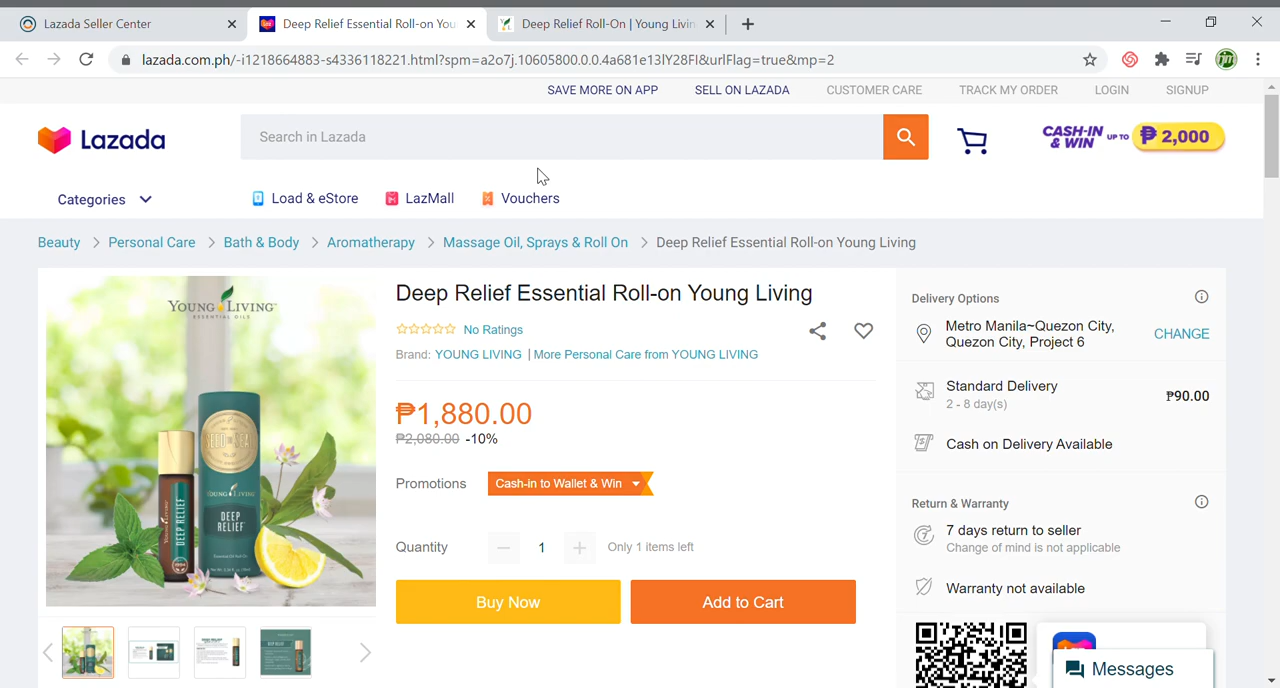 Lazada Seller Center
Deep Relief Essential Roll-on You
Deep Relief Roll-On | Young Livin
lazada.com.ph/-i1218664883-s4336118221.html?spm=a2o7j.10605800.0.0.4a681e13lY28FI&urlFlag=true&mp=2
SAVE MORE ON APP
SELL ON LAZADA
CUSTOMER CARE
TRACK MY ORDER
LOGIN
SIGNUP
Lazada
Search in Lazada
CASH-IN & WIN UP TO ₱ 2,000
Categories
Load & eStore
LazMall
Vouchers
Beauty > Personal Care > Bath & Body > Aromatherapy > Massage Oil, Sprays & Roll On > Deep Relief Essential Roll-on Young Living
YOUNG LIVING
ESSENTIAL OILS
SEED TO SEAL
YOUNG LIVING
DEEP
RELIEF
DEEP RELIEF
Deep Relief Essential Roll-on Young Living
No Ratings
Brand: YOUNG LIVING | More Personal Care from YOUNG LIVING
₱1,880.00
₱2,080.00 -10%
Promotions
Cash-in to Wallet & Win
Quantity
1
Only 1 items left
Buy Now
Add to Cart
Delivery Options
Metro Manila~Quezon City,
Quezon City, Project 6
CHANGE
Standard Delivery
₱90.00
2 - 8 day(s)
Cash on Delivery Available
Return & Warranty
7 days return to seller
Change of mind is not applicable
Warranty not available
Messages